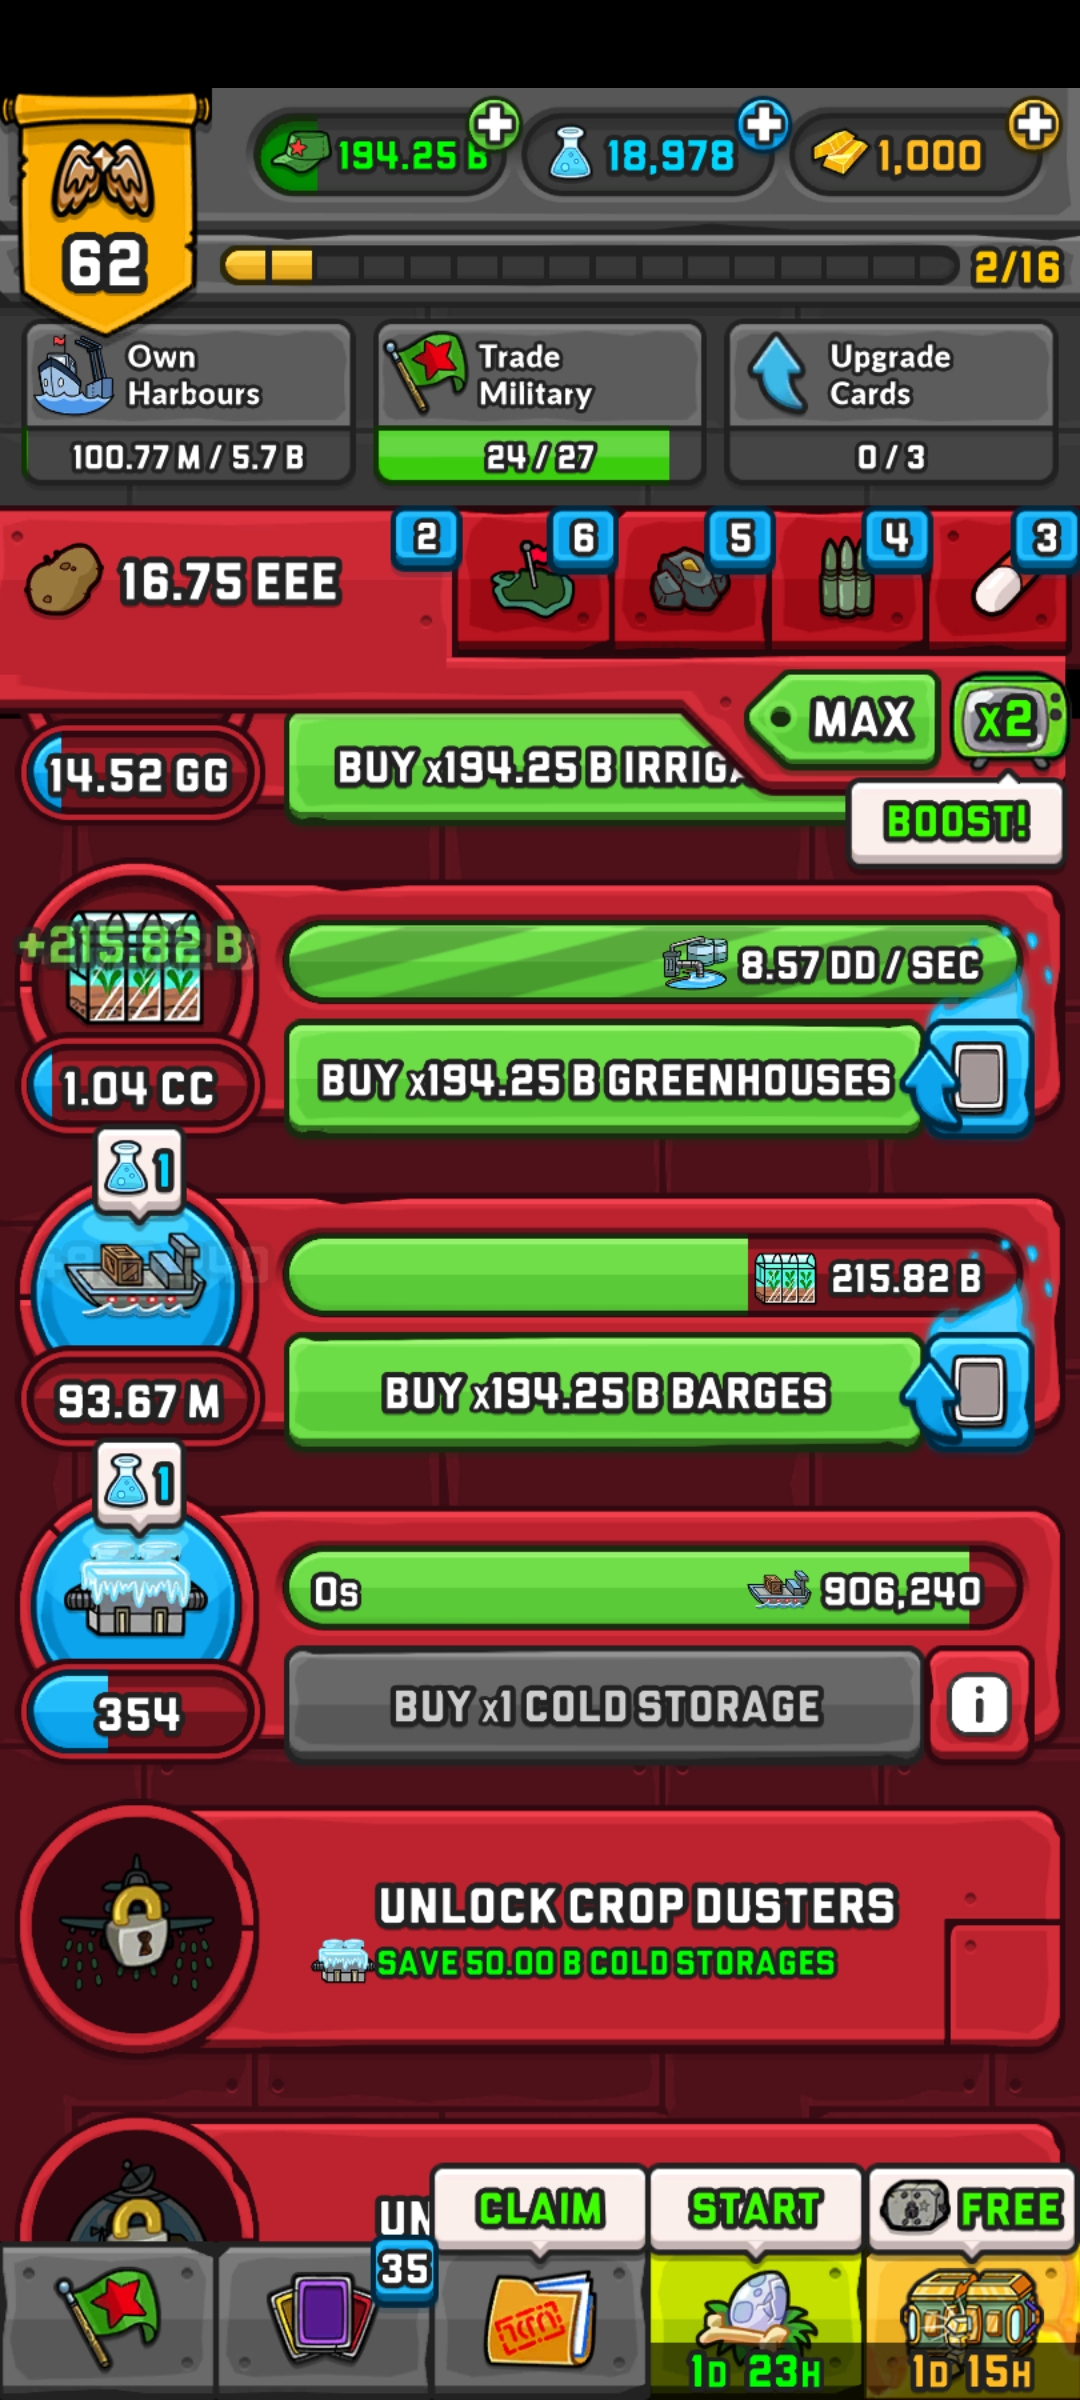 194.25 B
18,978
1,000
62
2/16
Own
Harbours
100.77 M / 5.7 B
Trade
Military
24 / 27
Upgrade
Cards
0 / 3
16.75 EEE
2
6
5
4
3
MAX
x2
BOOST!
14.52 GG
BUY x194.25 B IRRIGA
+215.82 B
8.57 DD / SEC
1.04 CC
BUY x194.25 B GREENHOUSES
1
215.82 B
93.67 M
BUY x194.25 B BARGES
1
0s
906,240
354
BUY x1 COLD STORAGE
i
UNLOCK CROP DUSTERS
SAVE 50.00 B COLD STORAGES
UN
CLAIM
START
FREE
35
1D 23H
1D 15H